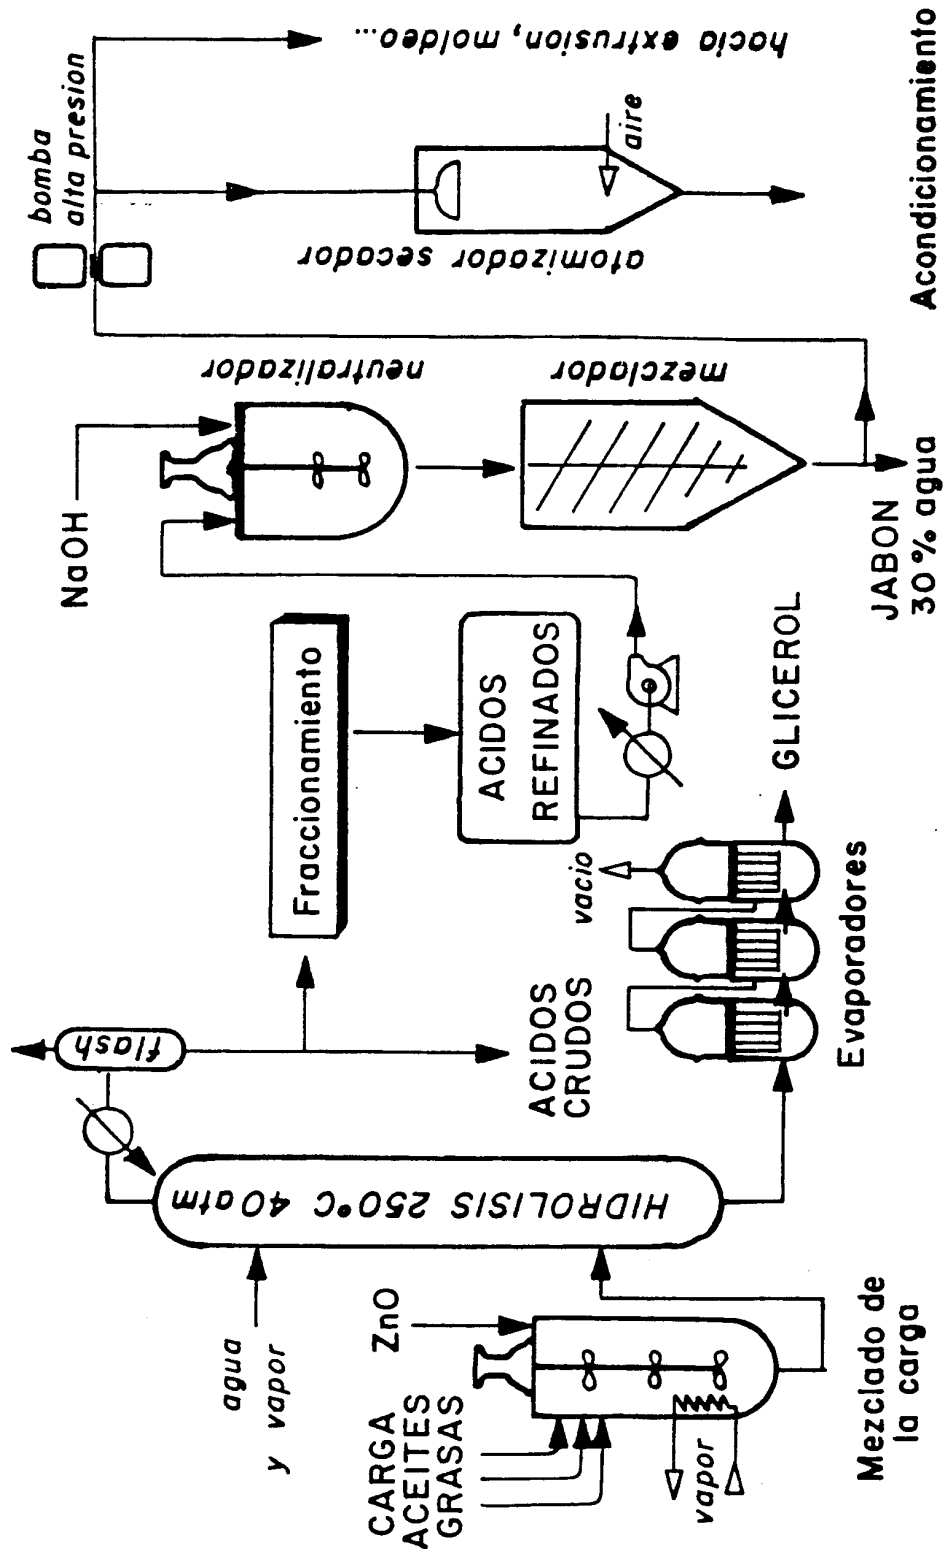 CARGA
ACEITES
GRASAS
ZnO
vapor
Mezclado de
la carga
agua
y vapor
HIDROLISIS 250°C 40 atm
flash
ACIDOS
CRUDOS
Evaporadores
vacio
GLICEROL
Fraccionamiento
ACIDOS
REFINADOS
NaOH
neutralizador
mezclador
JABON
30 % agua
bomba
alta presion
atomizador secador
aire
hacia extrusion, moldeo...
Acondicionamiento